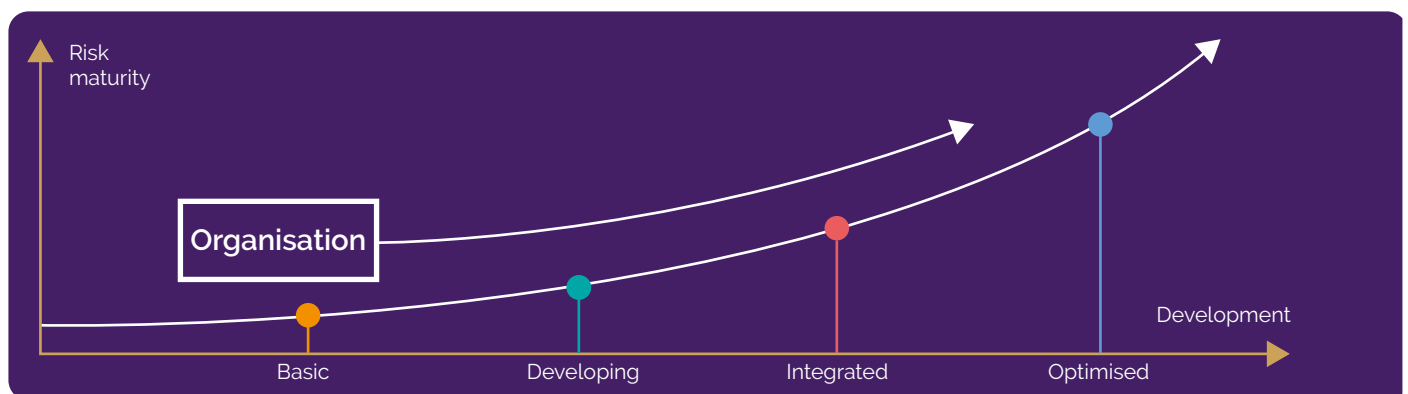 Risk
maturity
Organisation
Development
Basic
Developing
Integrated
Optimised